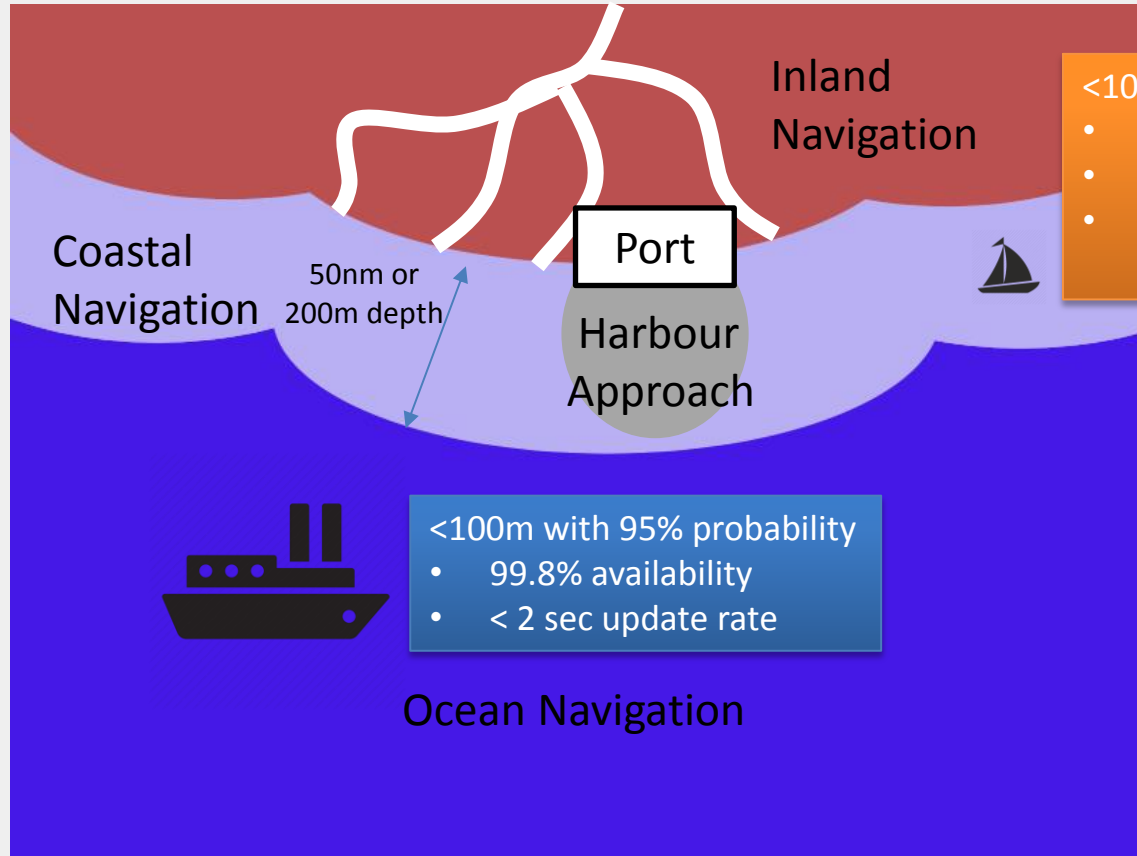 Inland
Navigation
<10
Coastal
Navigation
50nm or
200m depth
Port
Harbour
Approach
<100m with 95% probability
• 99.8% availability
• < 2 sec update rate
Ocean Navigation